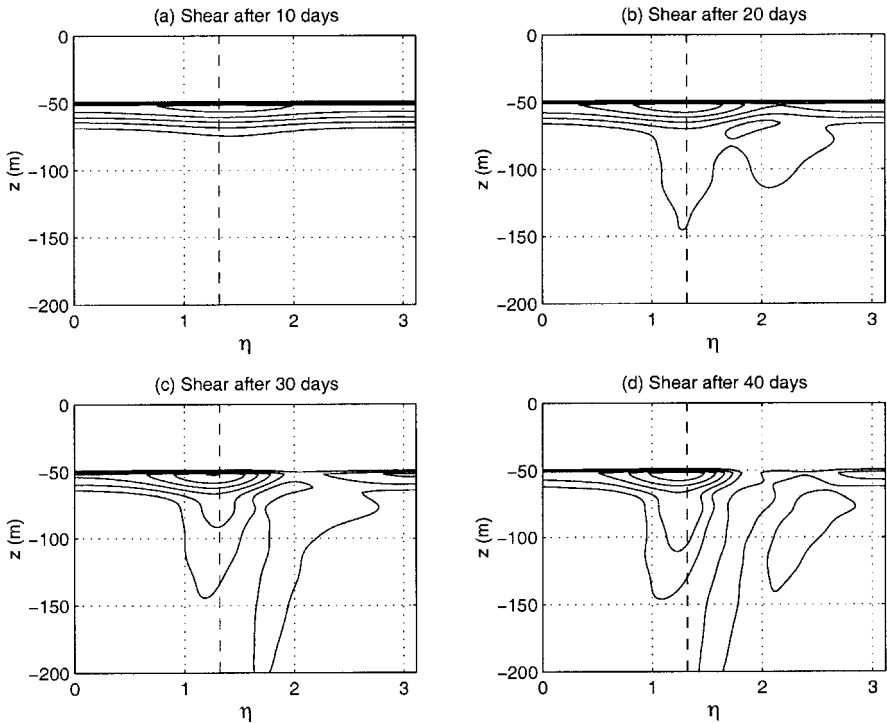 (a) Shear after 10 days
0
−50
−100
−150
−200
z (m)
0 1 2 3
η
(b) Shear after 20 days
0
−50
−100
−150
−200
z (m)
0 1 2 3
η
(c) Shear after 30 days
0
−50
−100
−150
−200
z (m)
0 1 2 3
η
(d) Shear after 40 days
0
−50
−100
−150
−200
z (m)
0 1 2 3
η